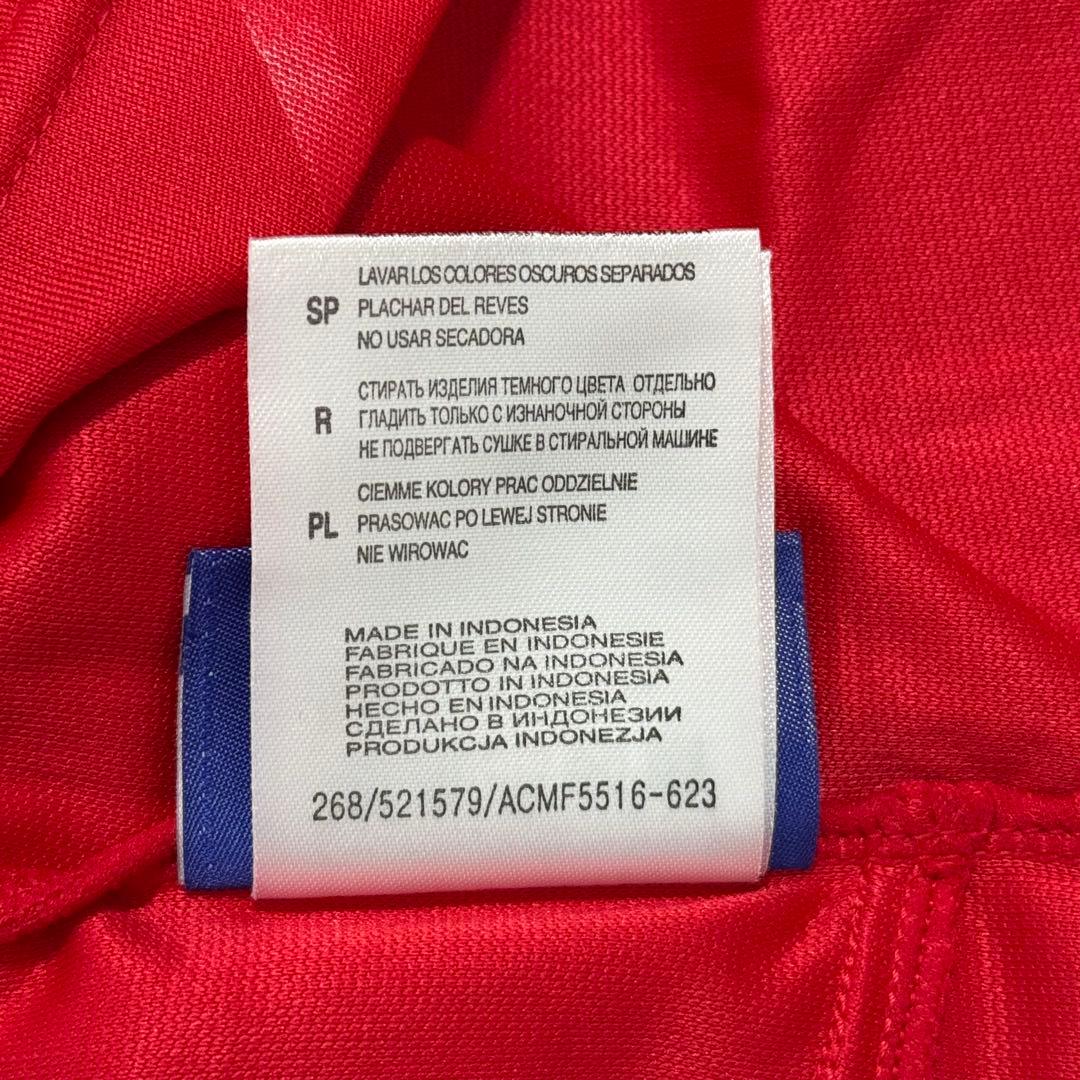 LAVAR LOS COLORES OSCUROS SEPARADOS
SP PLACHAR DEL REVES
NO USAR SECADORA
СТИРАТЬ ИЗДЕЛИЯ ТЕМНОГО ЦВЕТА ОТДЕЛЬНО
R ГЛАДИТЬ ТОЛЬКО С ИЗНАНОЧНОЙ СТОРОНЫ
НЕ ПОДВЕРГАТЬ СУШКЕ В СТИРАЛЬНОЙ МАШИНЕ
CIEMME KOLORY PRAC ODDZIELNIE
PL PRASOWAC PO LEWEJ STRONIE
NIE WIROWAC
MADE IN INDONESIA
FABRIQUE EN INDONESIE
FABRICADO NA INDONESIA
PRODOTTO IN INDONESIA
HECHO EN INDONESIA
СДЕЛАНО В ИНДОНЕЗИИ
PRODUKCJA INDONEZJA
268/521579/ACMF5516-623